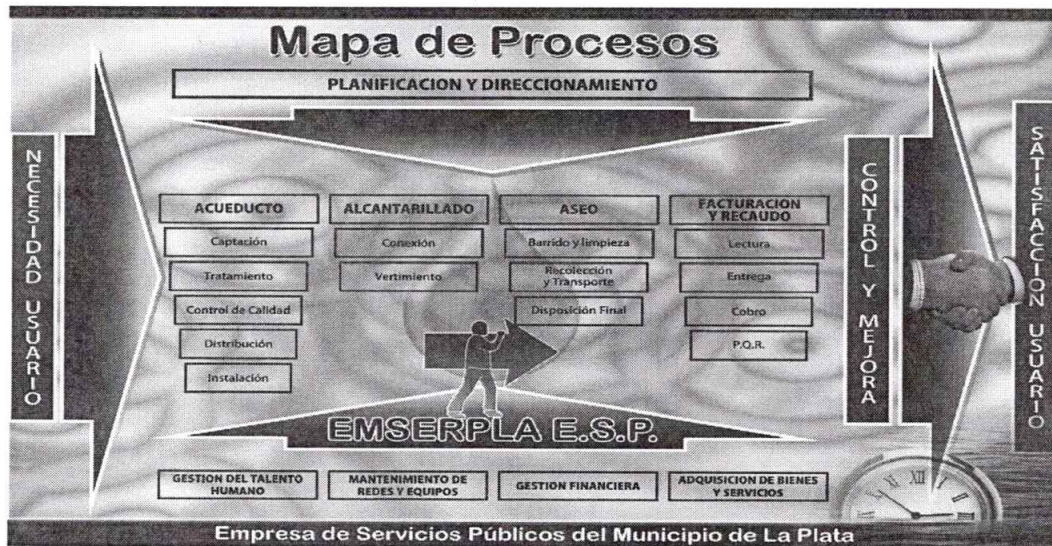 Mapa de Procesos
PLANIFICACION Y DIRECCIONAMIENTO
NECESIDAD USUARIO
ACUEDUCTO
Captación
Tratamiento
Control de Calidad
Distribución
Instalación
ALCANTARILLADO
Conexión
Vertimiento
ASEO
Barrido y limpieza
Recolección
y Transporte
Disposición Final
FACTURACION
Y RECAUDO
Lectura
Entrega
Cobro
P.Q.R.
CONTROL Y MEJORA
SATISFACCION USUARIO
EMSERPLA E.S.P.
GESTION DEL TALENTO
HUMANO
MANTENIMIENTO DE
REDES Y EQUIPOS
GESTION FINANCIERA
ADQUISICION DE BIENES
Y SERVICIOS
Empresa de Servicios Públicos del Municipio de La Plata